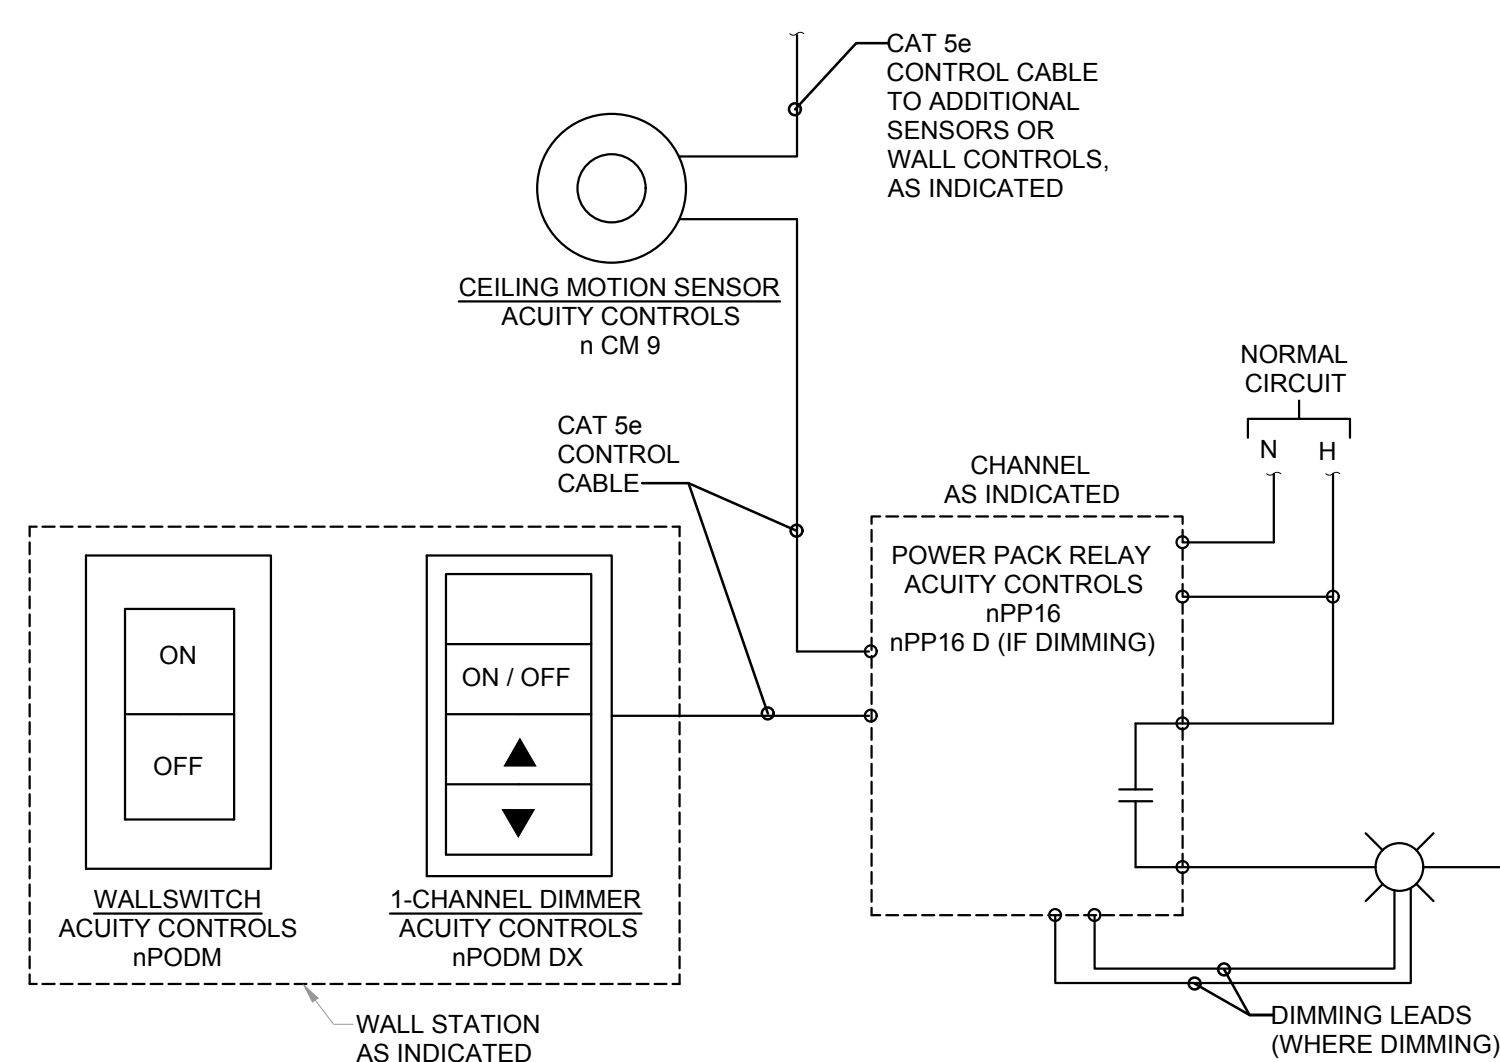 CAT 5e
CONTROL CABLE
TO ADDITIONAL
SENSORS OR
WALL CONTROLS,
AS INDICATED
CEILING MOTION SENSOR
ACUITY CONTROLS
n CM 9
NORMAL
CIRCUIT
N H
CAT 5e
CONTROL
CABLE
CHANNEL
AS INDICATED
POWER PACK RELAY
ACUITY CONTROLS
nPP16
nPP16 D (IF DIMMING)
ON
OFF
ON / OFF
WALLSWITCH
ACUITY CONTROLS
nPODM
1-CHANNEL DIMMER
ACUITY CONTROLS
nPODM DX
WALL STATION
AS INDICATED
DIMMING LEADS
(WHERE DIMMING)